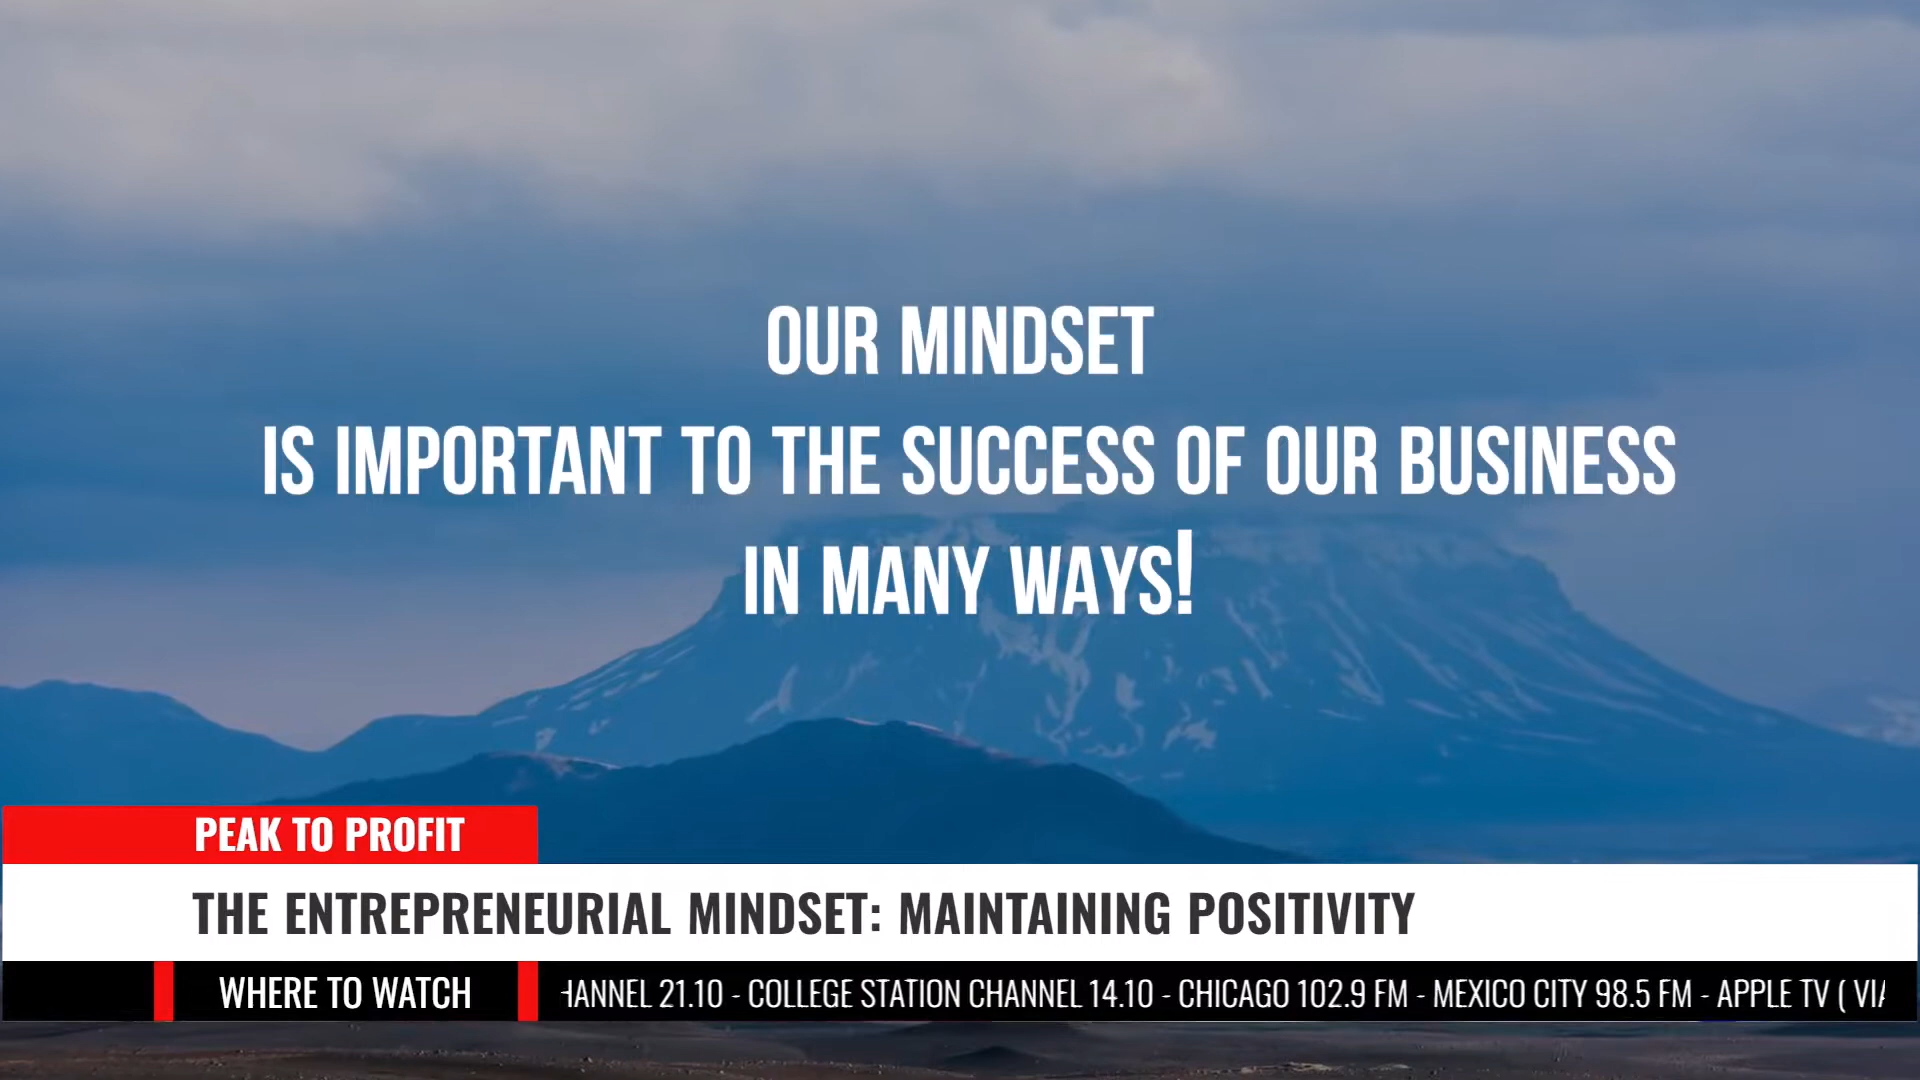 OUR MINDSET
IS IMPORTANT TO THE SUCCESS OF OUR BUSINESS
IN MANY WAYS!
PEAK TO PROFIT
THE ENTREPRENEURIAL MINDSET: MAINTAINING POSITIVITY
WHERE TO WATCH
21.10 - COLLEGE STATION CHANNEL 14.10 - CHICAGO 102.9 FM - MEXICO CITY 98.5 FM - APPLE TV (